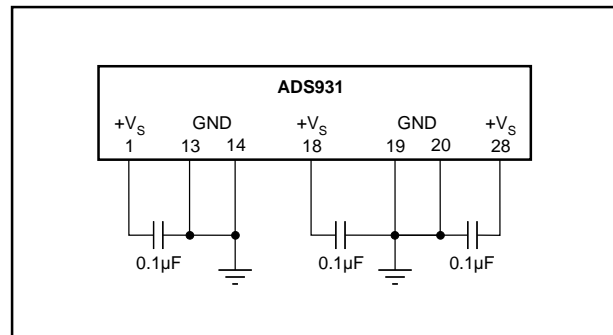 ADS931
+VS GND +VS GND +VS
1 13 14 18 19 20 28
0.1µF 0.1µF 0.1µF